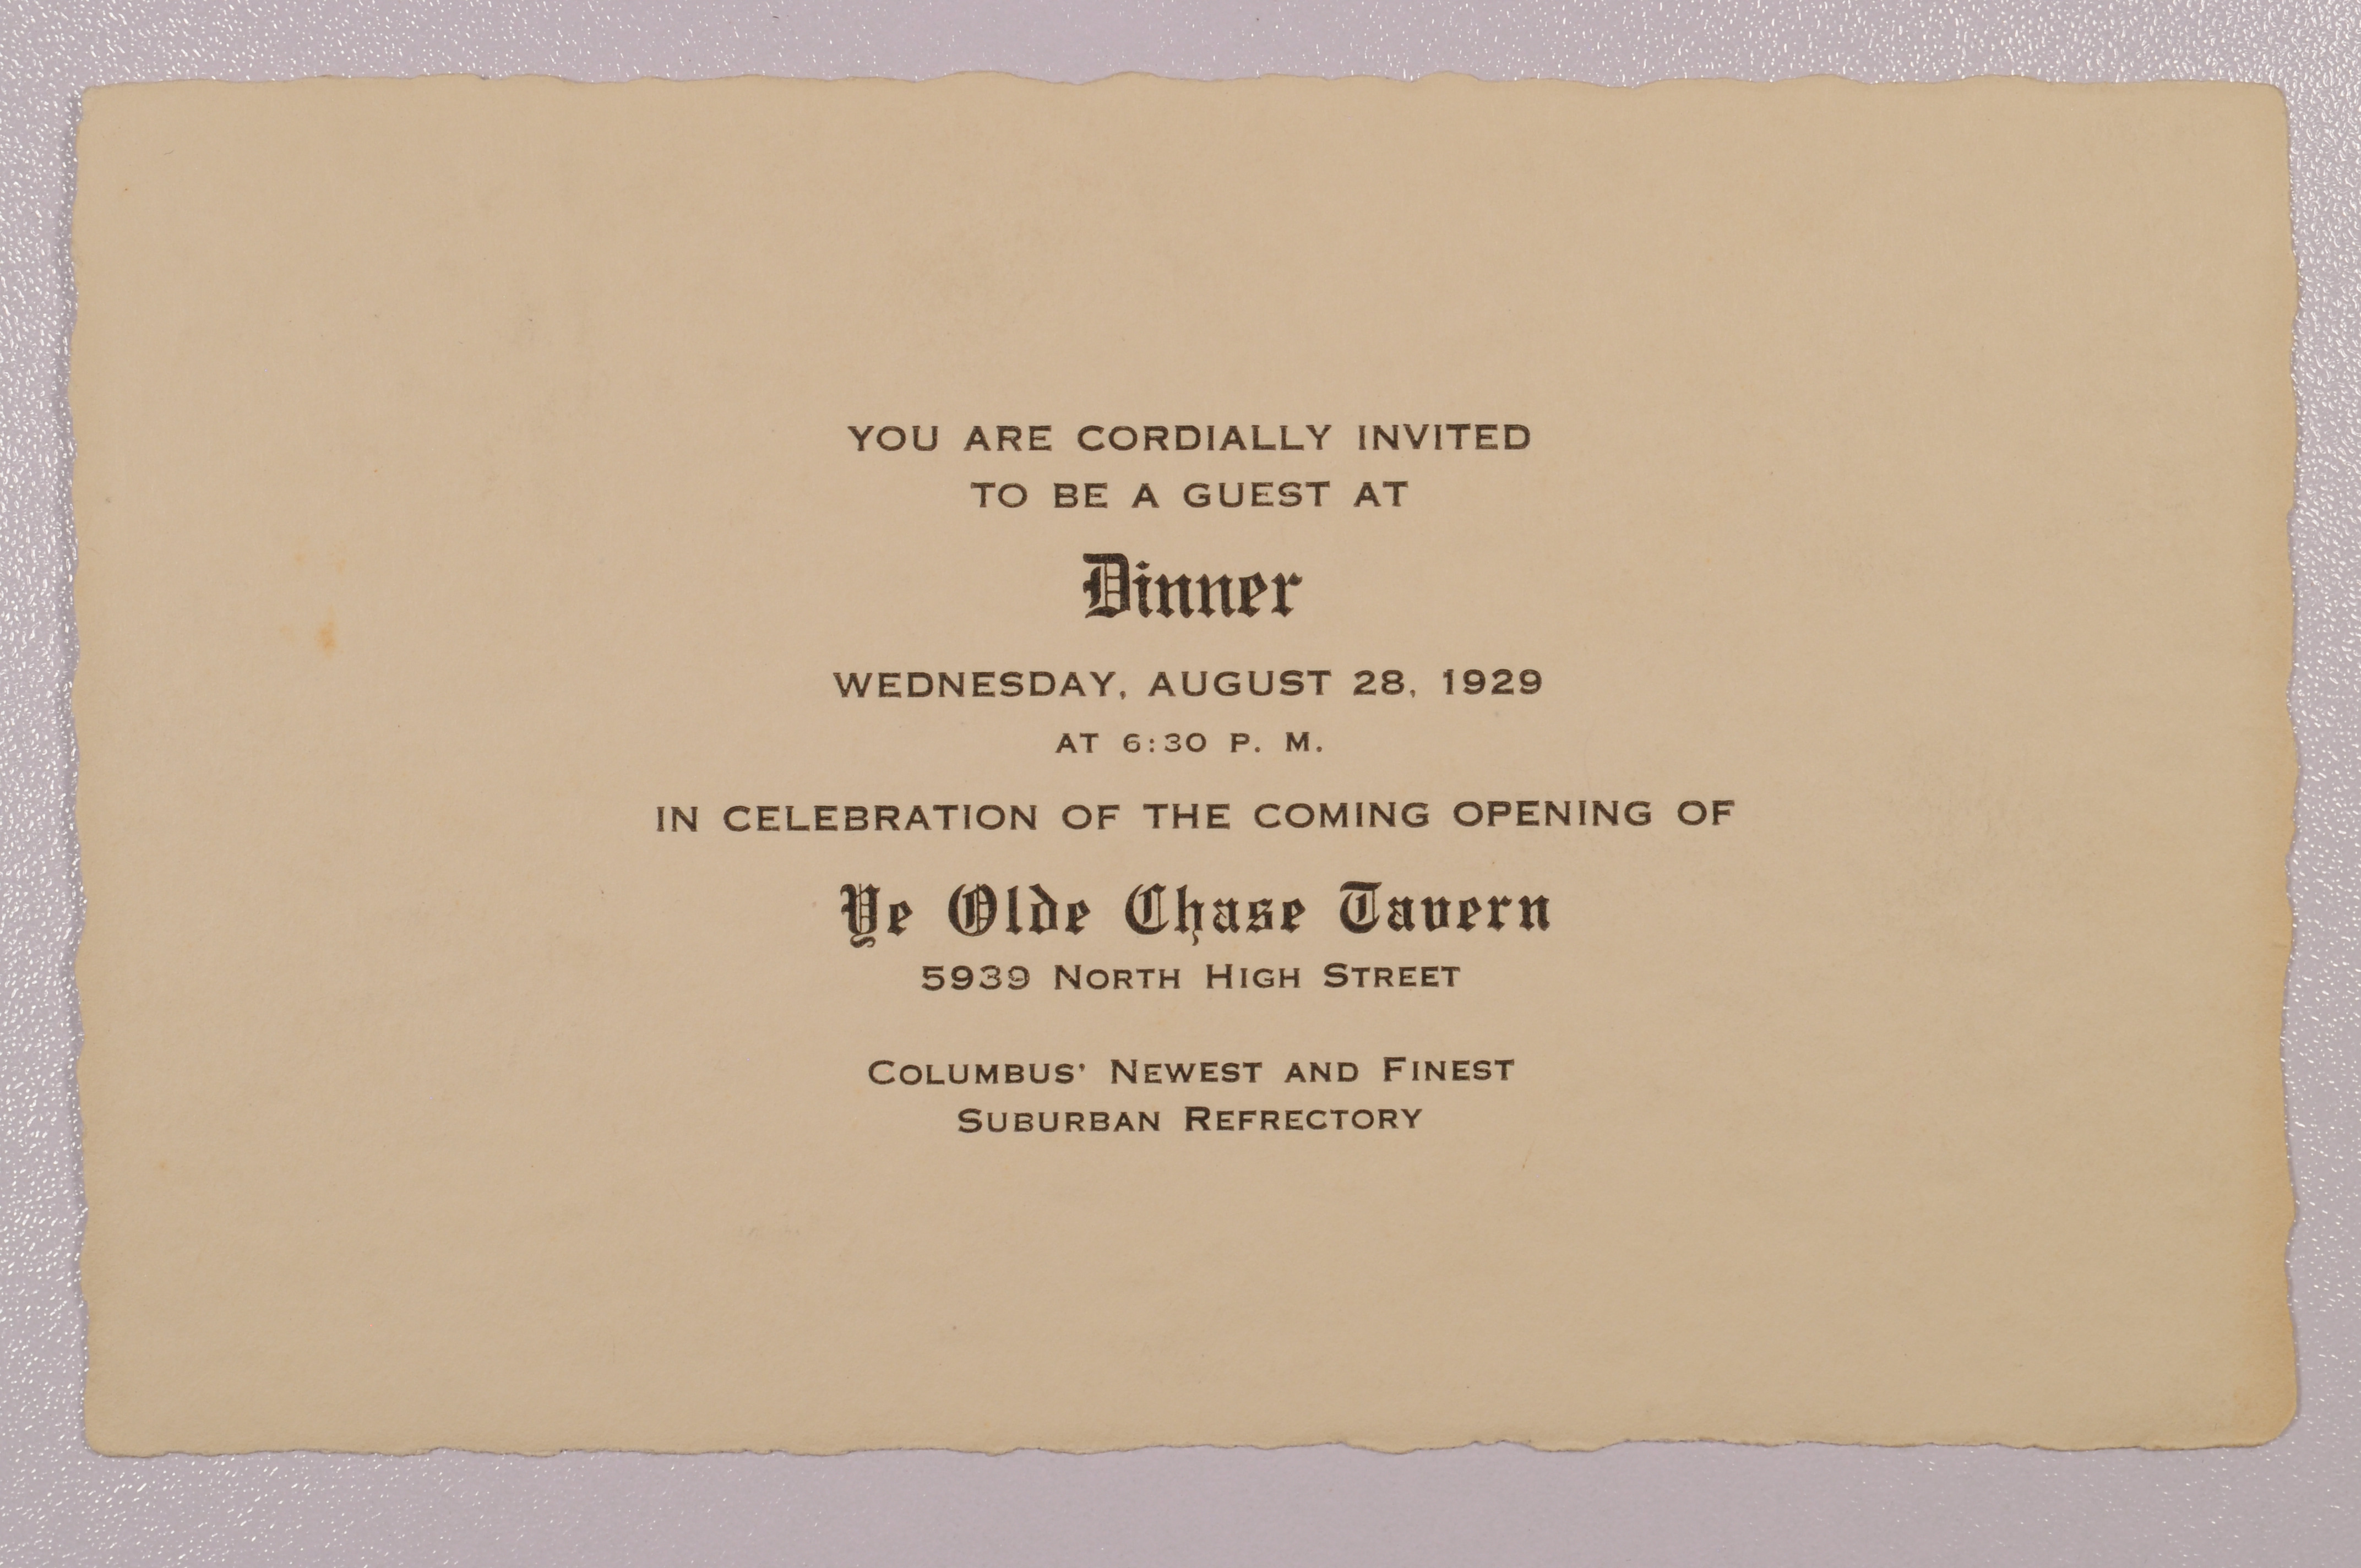 YOU ARE CORDIALLY INVITED
TO BE A GUEST AT
Dinner
WEDNESDAY, AUGUST 28, 1929
AT 6:30 P. M.
IN CELEBRATION OF THE COMING OPENING OF
Ye Olde Chase Tavern
5939 NORTH HIGH STREET
COLUMBUS' NEWEST AND FINEST
SUBURBAN REFRECTORY